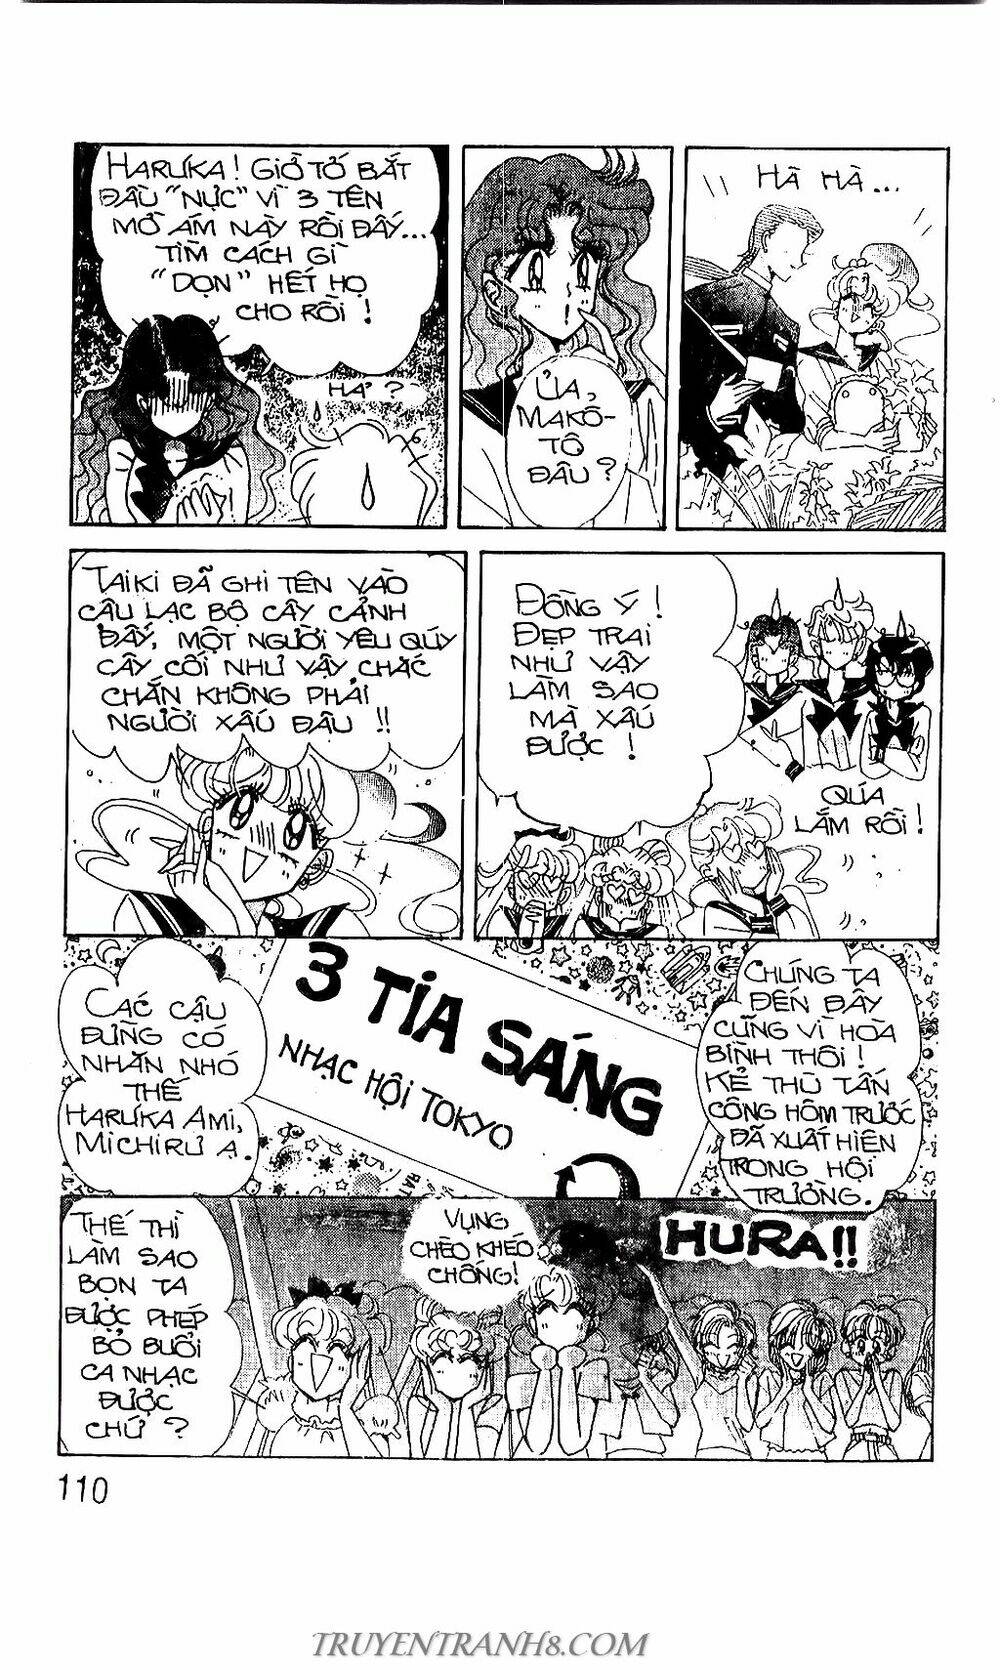 HARUKA! GIỜ TỚ BẮT
ĐẦU "NỰC" VÌ 3 TÊN
MỜ ÁM NÀY RỒI ĐẤY...
TÌM CÁCH GÌ
"DỌN" HẾT HỌ
CHO RỒI!
HẢ?
ỦA,
MAKÔ-
TÔ
ĐÂU?
HÀ HÀ...
TAIKI ĐÃ GHI TÊN VÀO
CÂU LẠC BỘ CÂY CẢNH
ĐẤY, MỘT NGƯỜI YÊU QÚY
CÂY CỐI NHƯ VẬY CHẮC
CHẮN KHÔNG PHẢI
NGƯỜI XẤU ĐÂU!!
ĐỒNG Ý!
ĐẸP TRAI
NHƯ VẬY
LÀM SAO
MÀ XẤU
ĐƯỢC!
QÚA
LẮM RỒI!
CÁC CẬU
ĐỪNG CÓ
NHĂN NHÓ
THẾ
HARUKA AMI,
MICHIRU Ạ.
3 TIA SÁNG
NHẠC HỘI TOKYO
CHÚNG TA
ĐẾN ĐÂY
CŨNG VÌ HÒA
BÌNH THÔI!
KẺ THÙ TẤN
CÔNG HÔM TRƯỚC
ĐÃ XUẤT HIỆN
TRONG HỘI
TRƯỜNG.
THẾ THÌ
LÀM SAO
BỌN TA
ĐƯỢC PHÉP
BỎ BUỔI
CA NHẠC
ĐƯỢC
CHỨ?
VỤNG
CHÈO KHÉO
CHỐNG!
HURA!!
110
TRUYENTRANH8.COM